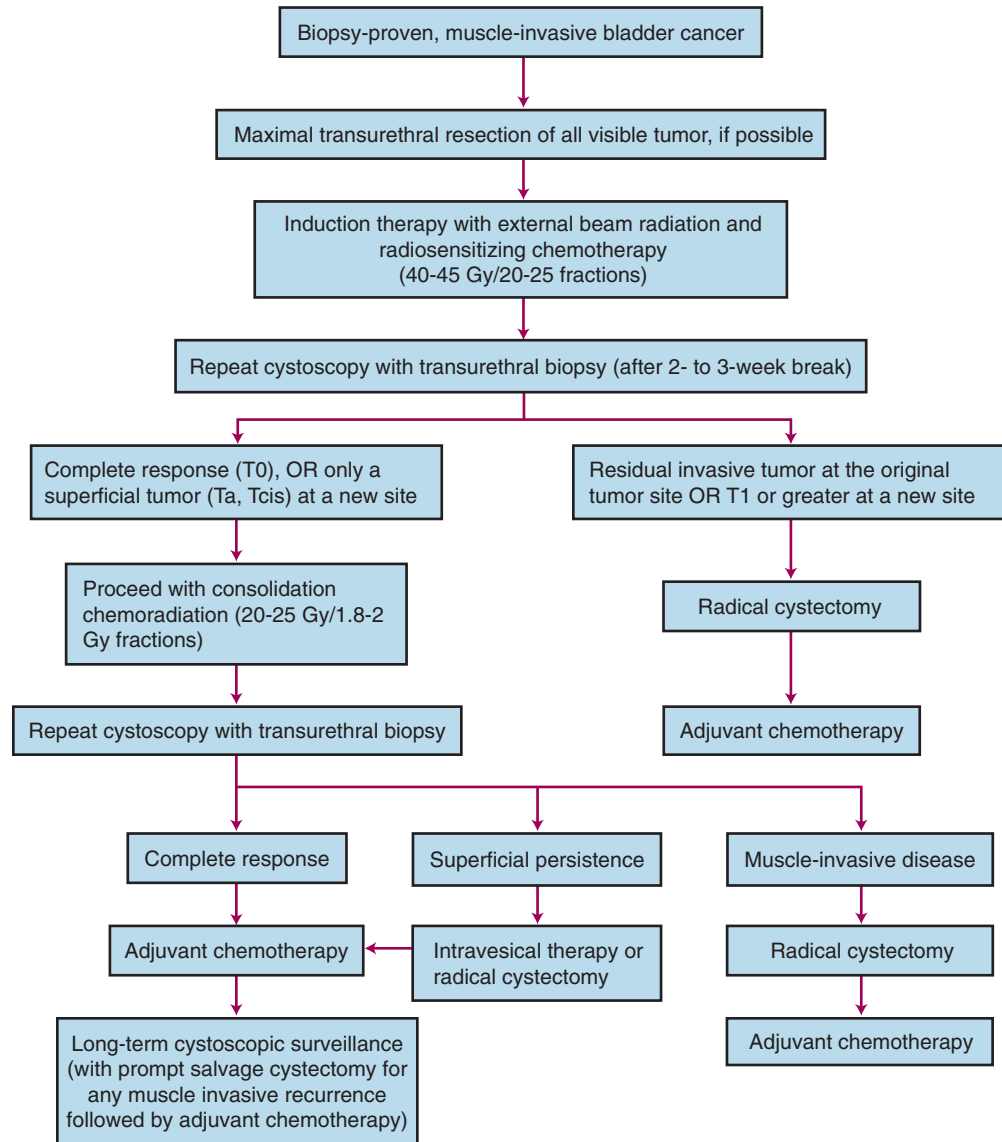 Biopsy-proven, muscle-invasive bladder cancer
Maximal transurethral resection of all visible tumor, if possible
Induction therapy with external beam radiation and
radiosensitizing chemotherapy
(40-45 Gy/20-25 fractions)
Repeat cystoscopy with transurethral biopsy (after 2- to 3-week break)
Complete response (T0), OR only a
superficial tumor (Ta, Tcis) at a new site
Residual invasive tumor at the original
tumor site OR T1 or greater at a new site
Proceed with consolidation
chemoradiation (20-25 Gy/1.8-2
Gy fractions)
Radical cystectomy
Repeat cystoscopy with transurethral biopsy
Adjuvant chemotherapy
Complete response
Superficial persistence
Muscle-invasive disease
Adjuvant chemotherapy
Intravesical therapy or
radical cystectomy
Radical cystectomy
Long-term cystoscopic surveillance
(with prompt salvage cystectomy for
any muscle invasive recurrence
followed by adjuvant chemotherapy)
Adjuvant chemotherapy